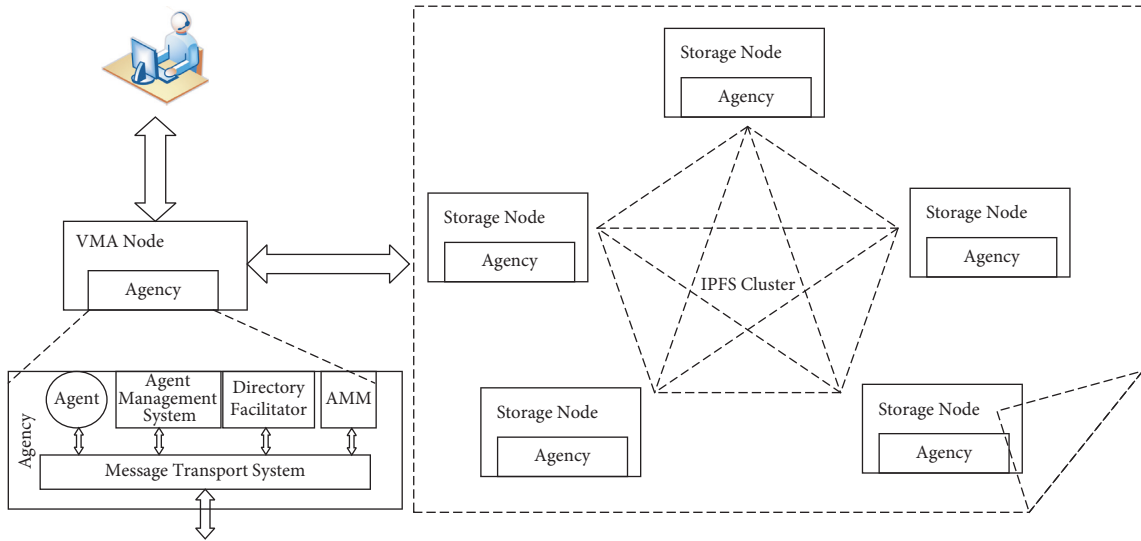 VMA Node
Agency
Agency
Agent
Agent
Management
System
Directory
Facilitator
AMM
Message Transport System
Storage Node
Agency
Storage Node
Agency
Storage Node
Agency
IPFS Cluster
Storage Node
Agency
Storage Node
Agency